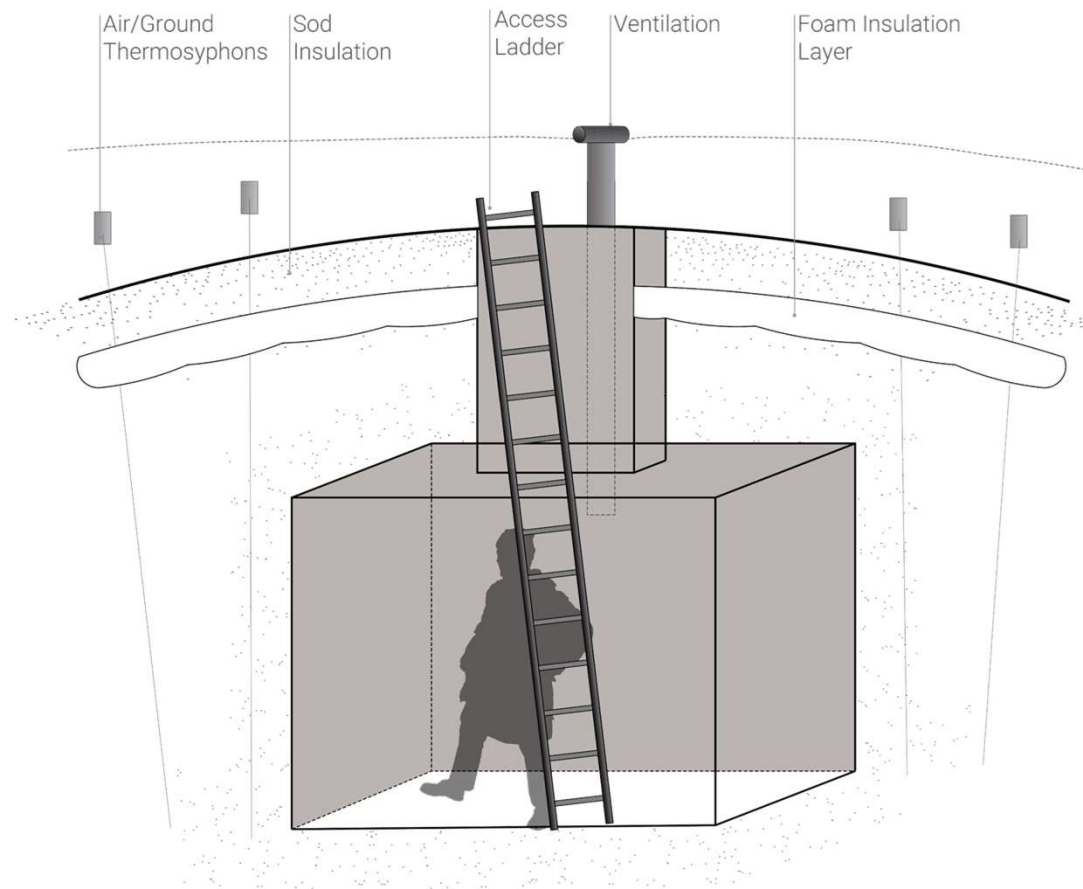 Air/Ground
Thermosyphons
Sod
Insulation
Access
Ladder
Ventilation
Foam Insulation
Layer